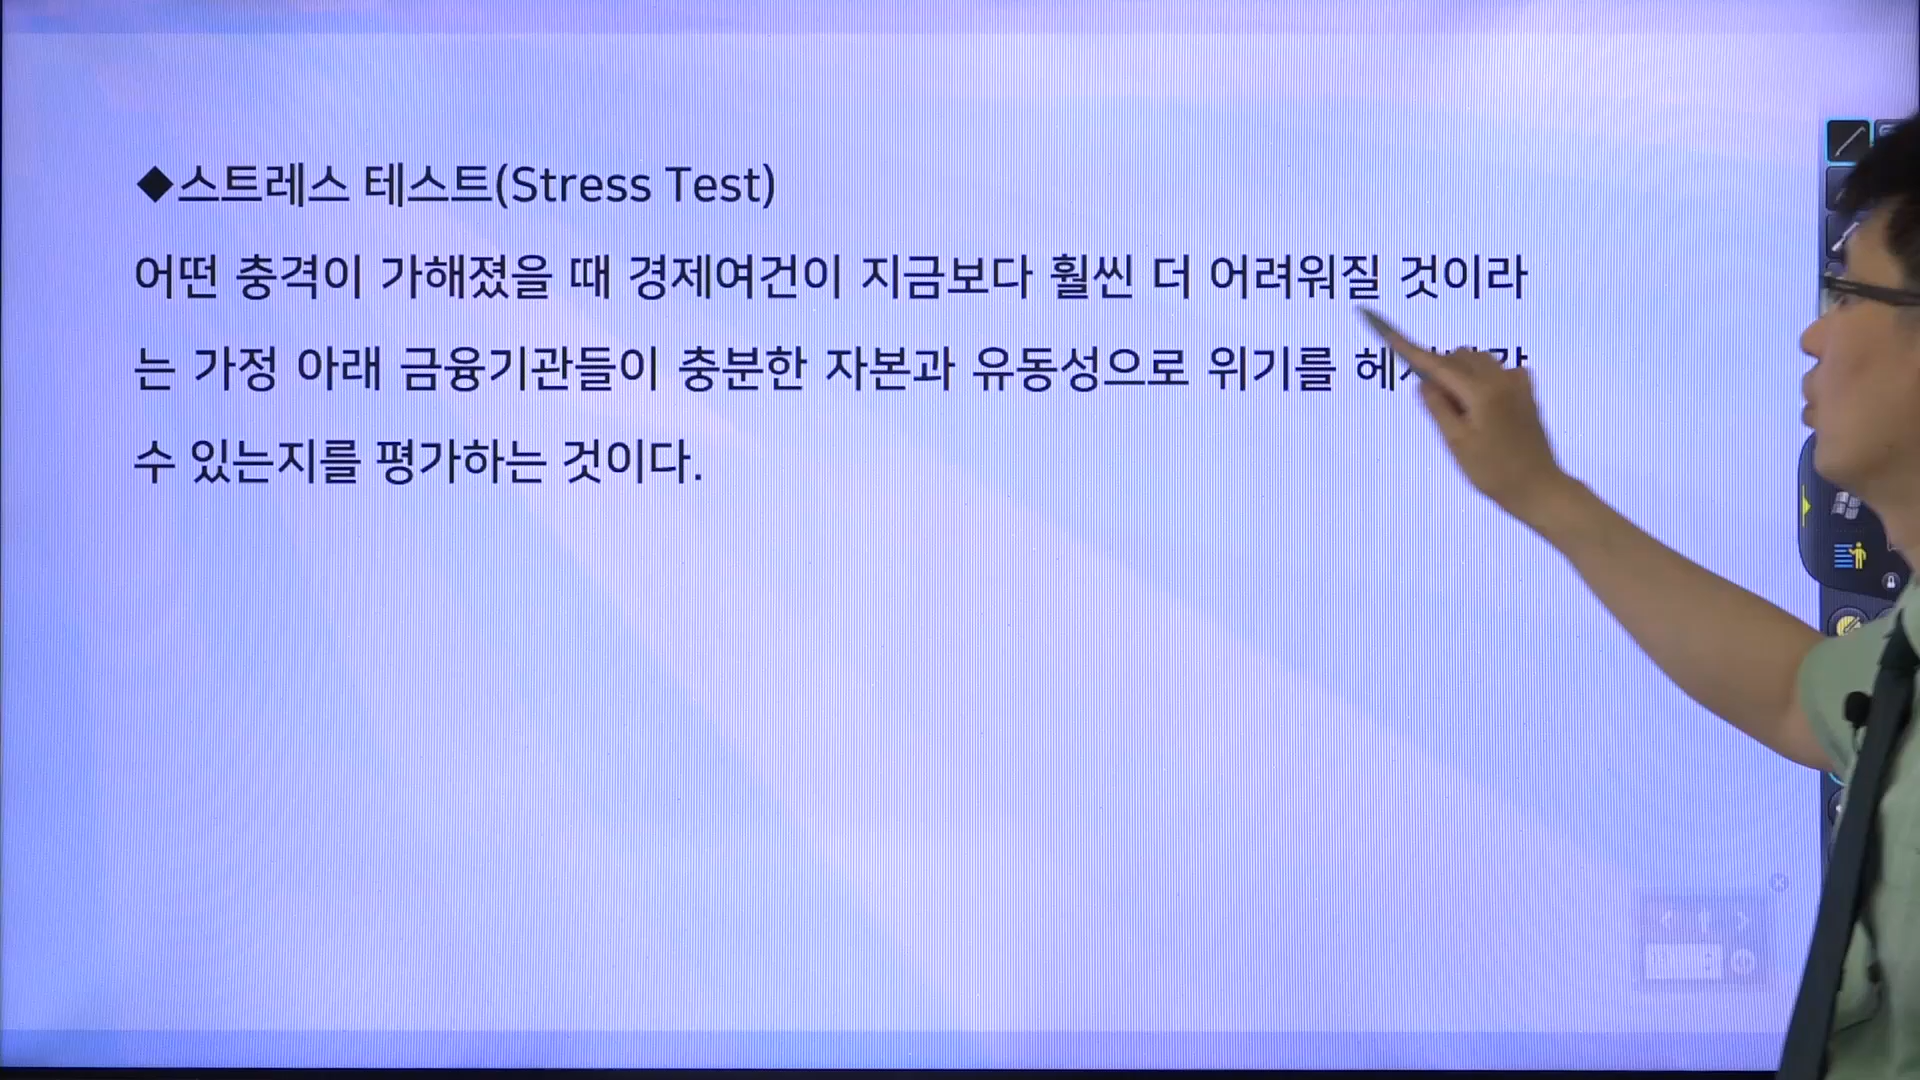 ◆스트레스 테스트(Stress Test)
어떤 충격이 가해졌을 때 경제여건이 지금보다 훨씬 더 어려워질 것이라
는 가정 아래 금융기관들이 충분한 자본과 유동성으로 위기를
수 있는지를 평가하는 것이다.